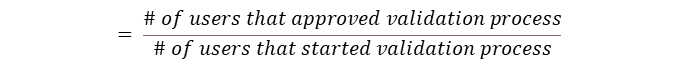 # of users that approved validation process
=
# of users that started validation process